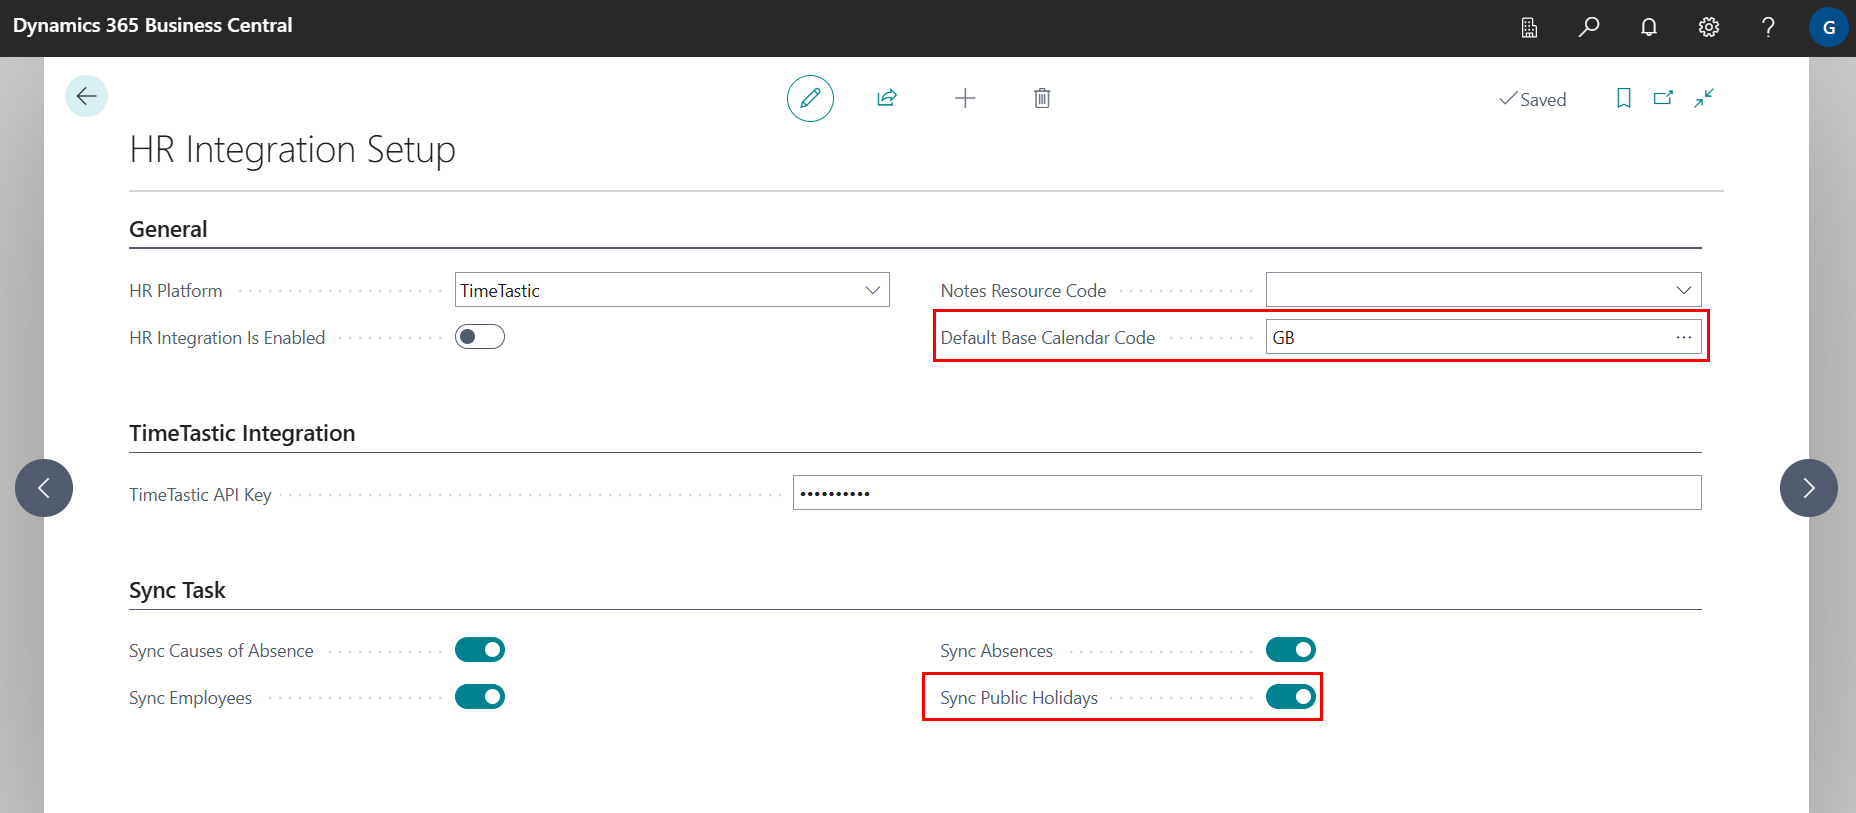 Dynamics 365 Business Central
G
Saved
HR Integration Setup
General
HR Platform
TimeTastic
Notes Resource Code
HR Integration Is Enabled
Default Base Calendar Code
GB
TimeTastic Integration
TimeTastic API Key
••••••••••
Sync Task
Sync Causes of Absence
Sync Absences
Sync Employees
Sync Public Holidays